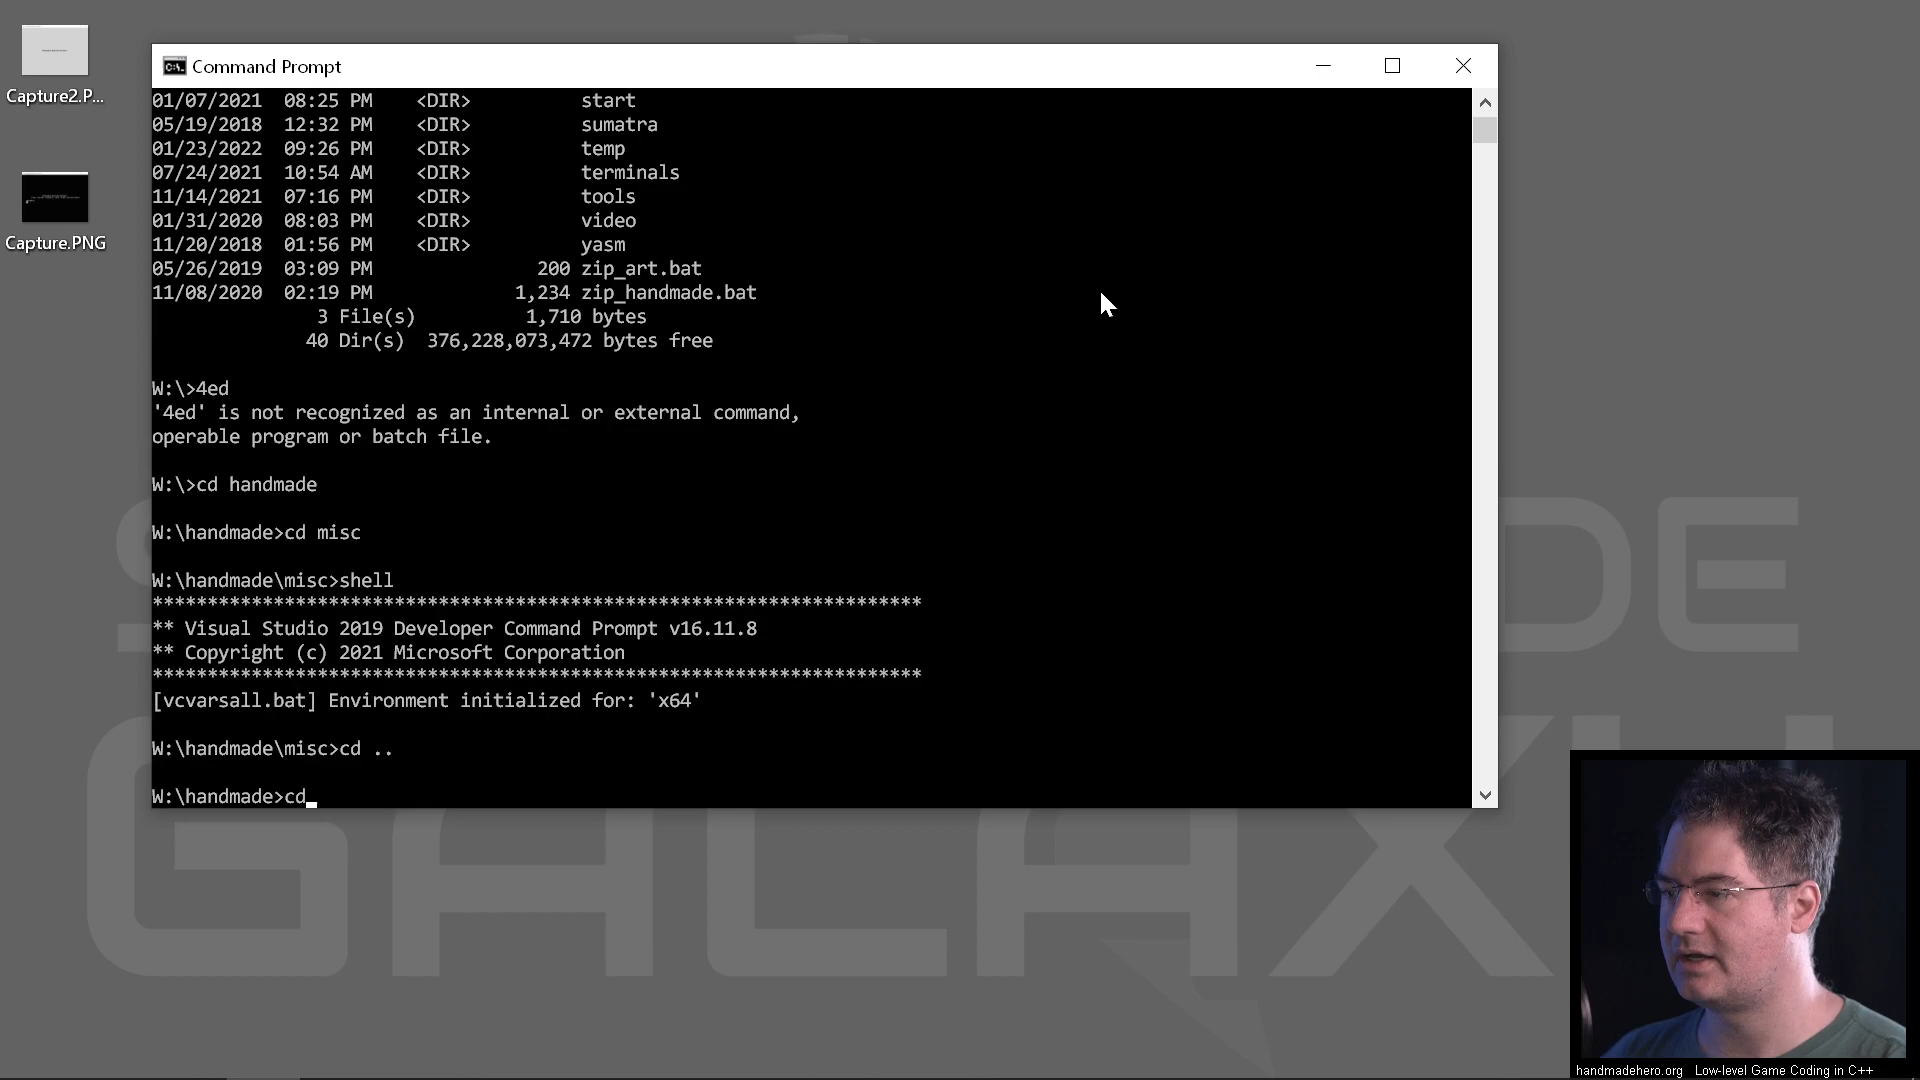 Capture2.P...
Capture.PNG
Command Prompt
01/07/2021  08:25 PM    <DIR>          start
05/19/2018  12:32 PM    <DIR>          sumatra
01/23/2022  09:26 PM    <DIR>          temp
07/24/2021  10:54 AM    <DIR>          terminals
11/14/2021  07:16 PM    <DIR>          tools
01/31/2020  08:03 PM    <DIR>          video
11/20/2018  01:56 PM    <DIR>          yasm
05/26/2019  03:09 PM               200 zip_art.bat
11/08/2020  02:19 PM             1,234 zip_handmade.bat
3 File(s)          1,710 bytes
40 Dir(s)  376,228,073,472 bytes free
W:\>4ed
'4ed' is not recognized as an internal or external command,
operable program or batch file.
W:\>cd handmade
W:\handmade>cd misc
W:\handmade\misc>shell
**********************************************************************
** Visual Studio 2019 Developer Command Prompt v16.11.8
** Copyright (c) 2021 Microsoft Corporation
**********************************************************************
[vcvarsall.bat] Environment initialized for: 'x64'
W:\handmade\misc>cd ..
W:\handmade>cd_
GALAXY
handmadehero.org   Low-level Game Coding in C++